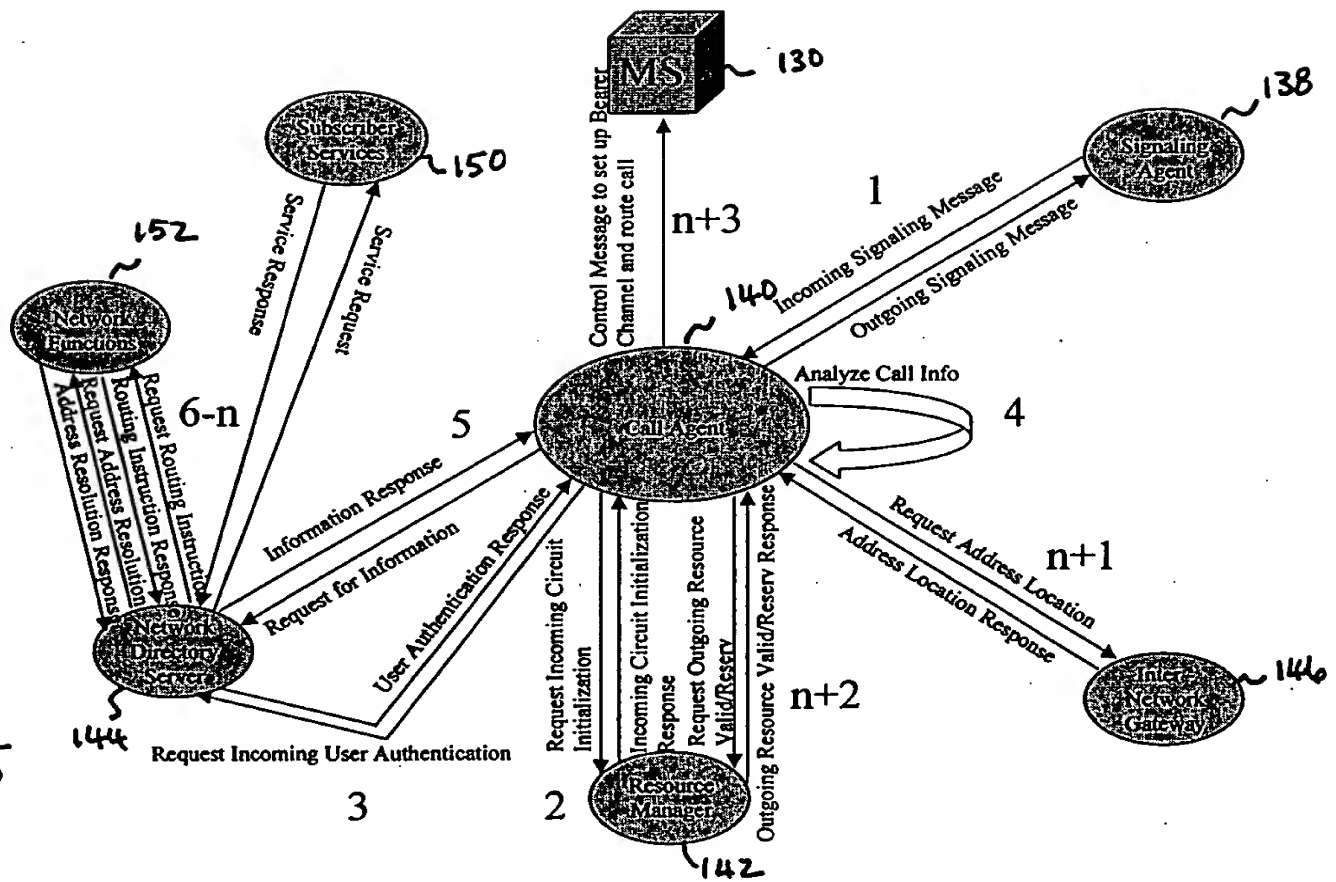 MS
130
138
Signaling
Agent
Subscriber
Services
150
Control Message to set up Bearer
Channel and route call
n+3
1
Incoming Signaling Message
Outgoing Signaling Message
Service Response
Service Request
152
Network
Functions
140
Call Agent
Analyze Call Info
4
6-n
5
Request Routing Instruction
Routing Instruction Respons
Request Address Resolution
Address Resolution Respons
Information Response
Request for Information
User Authentication Response
Request Incoming Circuit
Initialization
Incoming Circuit Initialization
Response
Request Outgoing Resource
Valid/Reserv
Outgoing Resource Valid/Reserv Response
Request Address Location
Address Location Response
n+1
n+2
Network
Directory
Server
144
Request Incoming User Authentication
3
2
Resource
Manager
142
Inter-
Network
Gateway
146